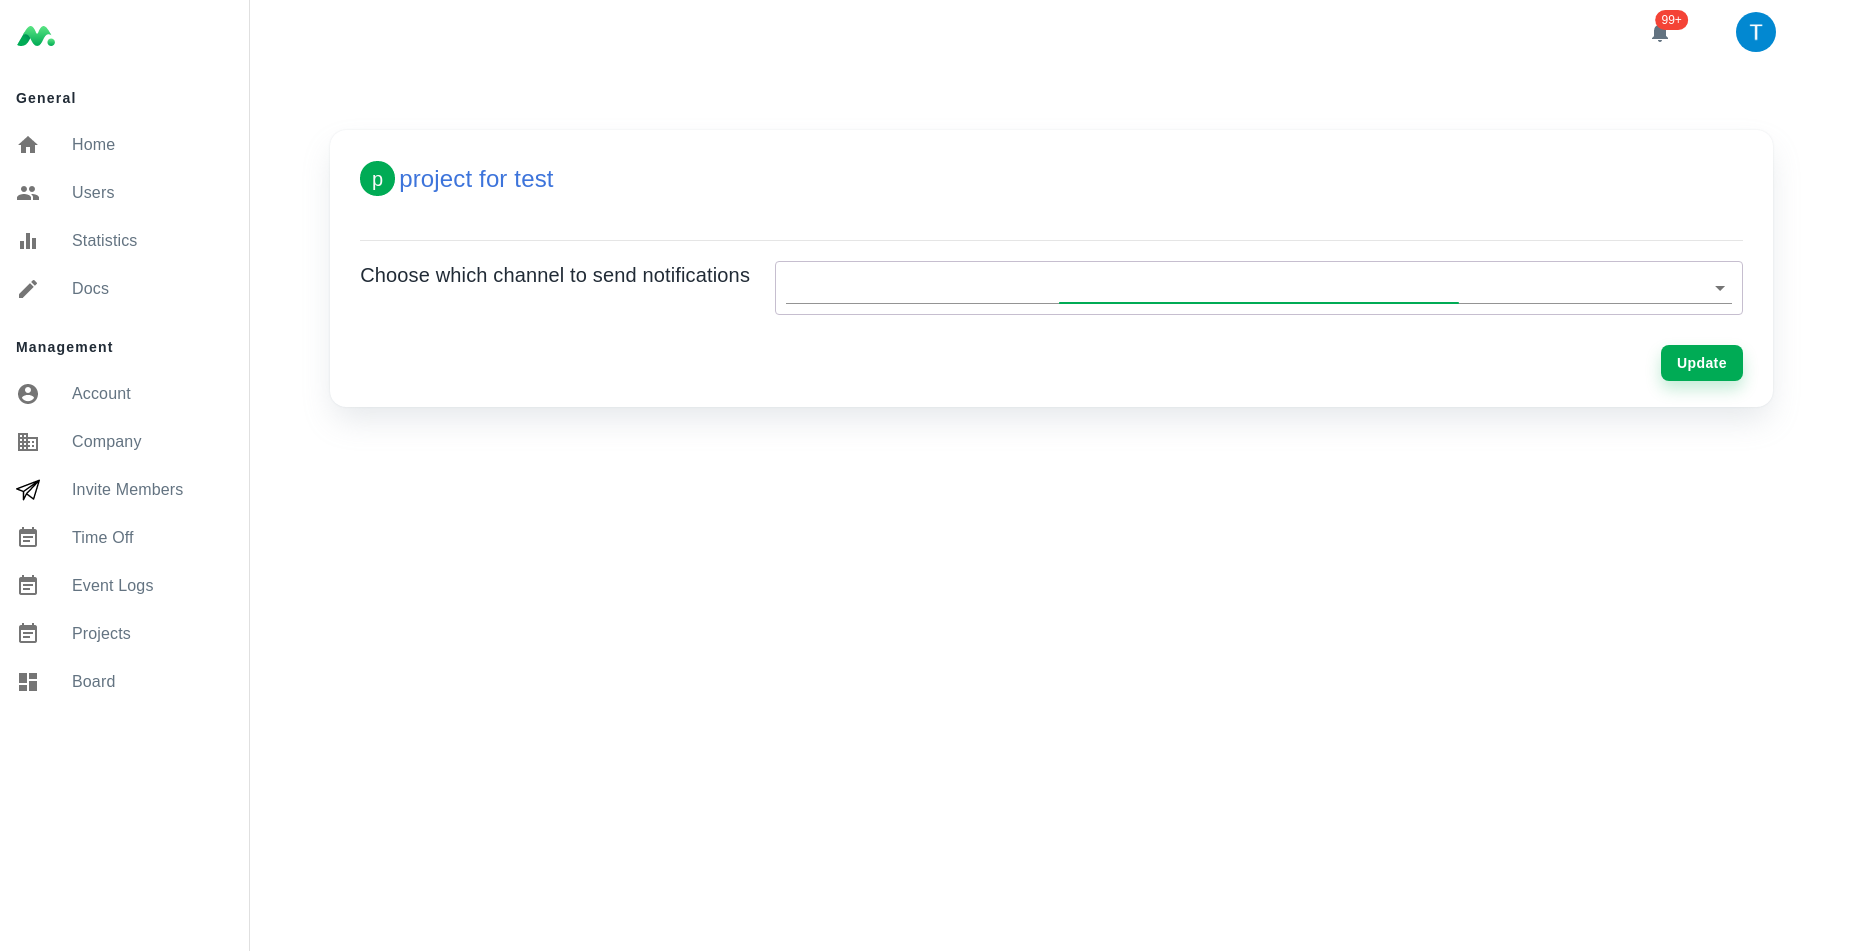 99+
T
General
Home
Users
Statistics
Docs
Management
Account
Company
Invite Members
Time Off
Event Logs
Projects
Board
p project for test
Choose which channel to send notifications
Update